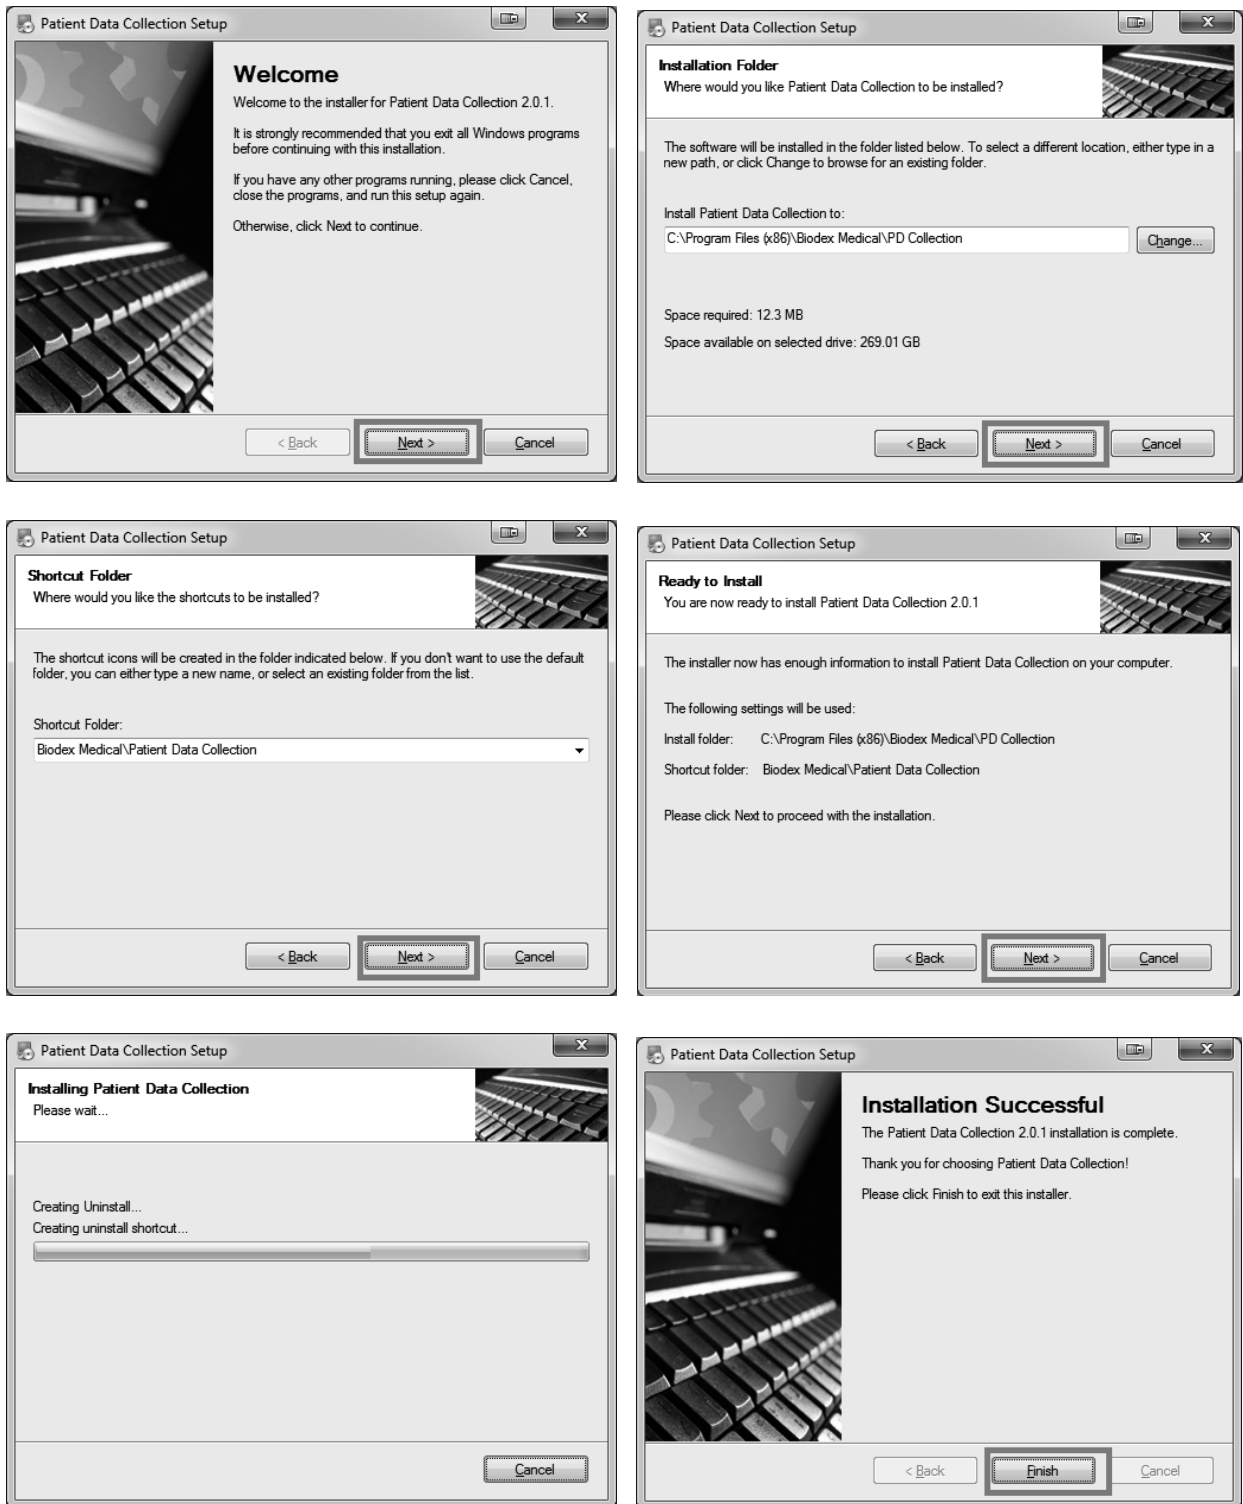 Patient Data Collection Setup
Welcome
Welcome to the installer for Patient Data Collection 2.0.1.
It is strongly recommended that you exit all Windows programs
before continuing with this installation.
If you have any other programs running, please click Cancel,
close the programs, and run this setup again.
Otherwise, click Next to continue.
< Back
Next >
Cancel
Patient Data Collection Setup
Installation Folder
Where would you like Patient Data Collection to be installed?
The software will be installed in the folder listed below. To select a different location, either type in a
new path, or click Change to browse for an existing folder.
Install Patient Data Collection to:
C:\Program Files (x86)\Biodex Medical\PD Collection
Change...
Space required: 12.3 MB
Space available on selected drive: 269.01 GB
< Back
Next >
Cancel
Patient Data Collection Setup
Shortcut Folder
Where would you like the shortcuts to be installed?
The shortcut icons will be created in the folder indicated below. If you don't want to use the default
folder, you can either type a new name, or select an existing folder from the list.
Shortcut Folder:
Biodex Medical\Patient Data Collection
< Back
Next >
Cancel
Patient Data Collection Setup
Ready to Install
You are now ready to install Patient Data Collection 2.0.1
The installer now has enough information to install Patient Data Collection on your computer.
The following settings will be used:
Install folder: C:\Program Files (x86)\Biodex Medical\PD Collection
Shortcut folder: Biodex Medical\Patient Data Collection
Please click Next to proceed with the installation.
< Back
Next >
Cancel
Patient Data Collection Setup
Installing Patient Data Collection
Please wait...
Creating Uninstall...
Creating uninstall shortcut...
Cancel
Patient Data Collection Setup
Installation Successful
The Patient Data Collection 2.0.1 installation is complete.
Thank you for choosing Patient Data Collection!
Please click Finish to exit this installer.
< Back
Finish
Cancel